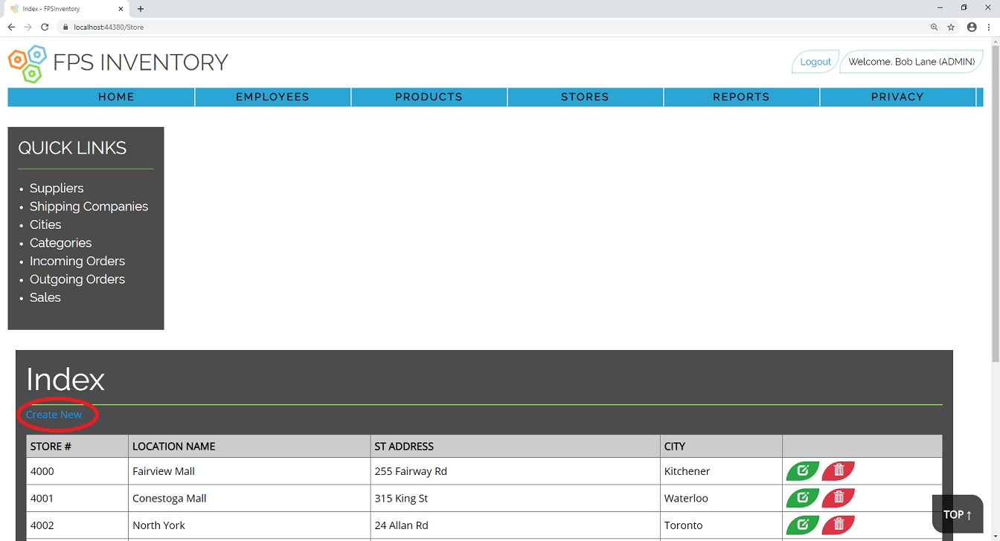 Index - FPSInventory
localhost:44380/Store
FPS INVENTORY
Logout
Welcome, Bob Lane (ADMIN)
HOME EMPLOYEES PRODUCTS STORES REPORTS PRIVACY
QUICK LINKS
• Suppliers
• Shipping Companies
• Cities
• Categories
• Incoming Orders
• Outgoing Orders
• Sales
Index
Create New
STORE # LOCATION NAME ST ADDRESS CITY
4000 Fairview Mall 255 Fairway Rd Kitchener
4001 Conestoga Mall 315 King St Waterloo
4002 North York 24 Allan Rd Toronto
TOP ↑